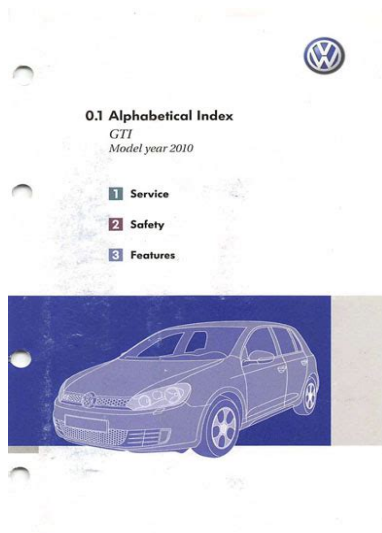 0.1 Alphabetical Index
GTI
Model year 2010
1 Service
2 Safety
3 Features